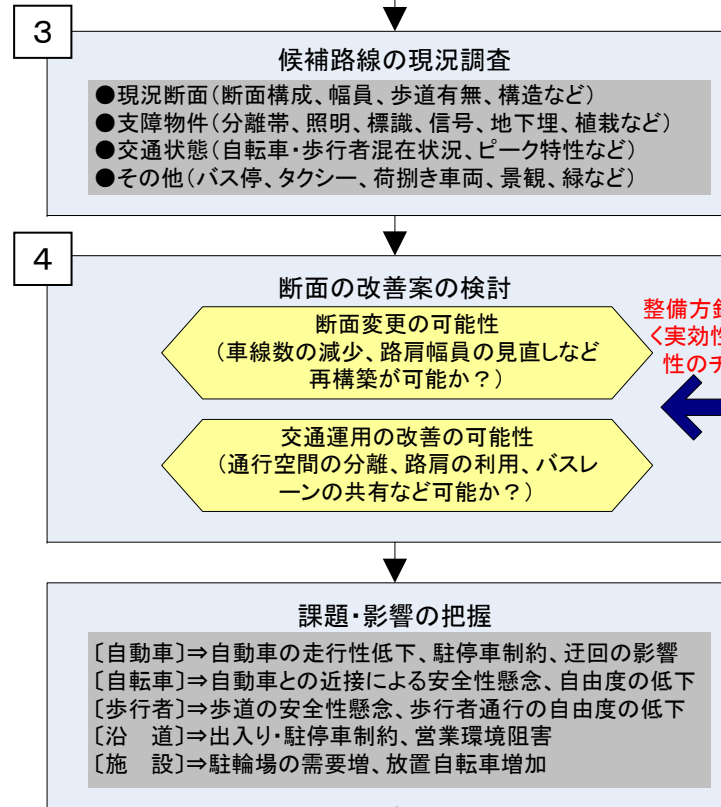 3
候補路線の現況調査
●現況断面(断面構成、幅員、歩道有無、構造など)
●支障物件(分離帯、照明、標識、信号、地下埋、植栽など)
●交通状態(自転車・歩行者混在状況、ピーク特性など)
●その他(バス停、タクシー、荷捌き車両、景観、緑など)
4
断面の改善案の検討
断面変更の可能性
(車線数の減少、路肩幅員の見直しなど
再構築が可能か?)
整備方針
く実効性
性のチ
交通運用の改善の可能性
(通行空間の分離、路肩の利用、バスレ
ーンの共有など可能か?)
課題・影響の把握
〔自動車〕⇒自動車の走行性低下、駐停車制約、迂回の影響
〔自転車〕⇒自動車との近接による安全性懸念、自由度の低下
〔歩行者〕⇒歩道の安全性懸念、歩行者通行の自由度の低下
〔沿 道〕⇒出入り・駐停車制約、営業環境阻害
〔施 設〕⇒駐輪場の需要増、放置自転車増加